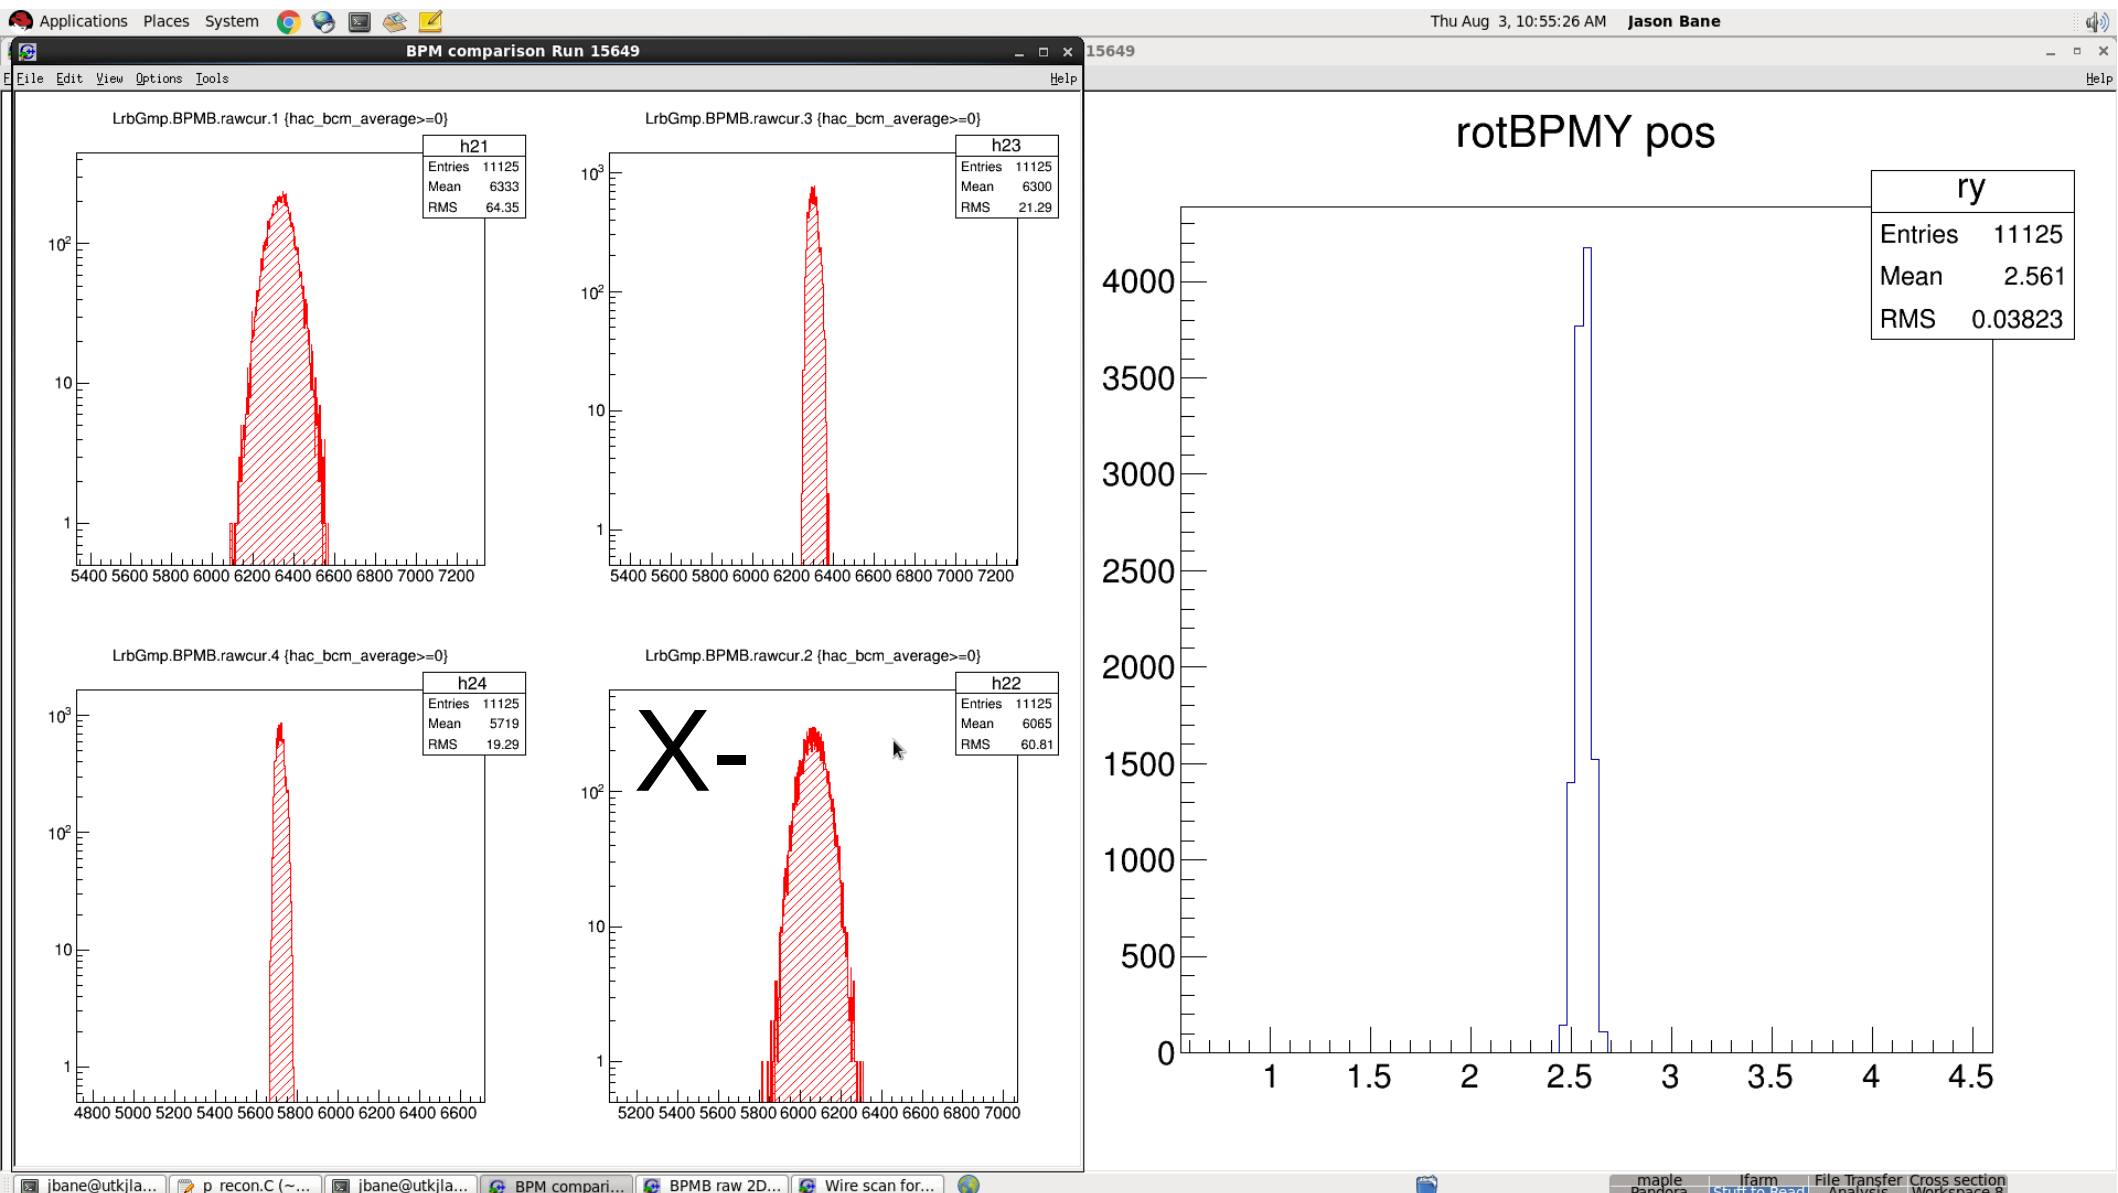 Applications Places System Thu Aug 3, 10:55:26 AM Jason Bane
BPM comparison Run 15649
15649
File Edit View Options Tools Help
Help
LrbGmp.BPMB.rawcur.1 {hac_bcm_average>=0}
h21
Entries 11125
Mean 6333
RMS 64.35
10²
10
1
5400 5600 5800 6000 6200 6400 6600 6800 7000 7200
LrbGmp.BPMB.rawcur.3 {hac_bcm_average>=0}
h23
Entries 11125
Mean 6300
RMS 21.29
10³
10²
10
1
5400 5600 5800 6000 6200 6400 6600 6800 7000 7200
LrbGmp.BPMB.rawcur.4 {hac_bcm_average>=0}
h24
Entries 11125
Mean 5719
RMS 19.29
10³
10²
10
1
4800 5000 5200 5400 5600 5800 6000 6200 6400 6600
LrbGmp.BPMB.rawcur.2 {hac_bcm_average>=0}
h22
Entries 11125
Mean 6065
RMS 60.81
X-
10²
10
1
5200 5400 5600 5800 6000 6200 6400 6600 6800 7000
rotBPMY pos
ry
Entries 11125
Mean 2.561
RMS 0.03823
4000
3500
3000
2500
2000
1500
1000
500
0
1 1.5 2 2.5 3 3.5 4 4.5
jbane@utkjla... p_recon.C (~... jbane@utkjla... BPM compari... BPMB raw 2D... Wire scan for...
maple Ifarm File Transfer Cross section
Pandora Stuff to Read Analysis Workspace 8